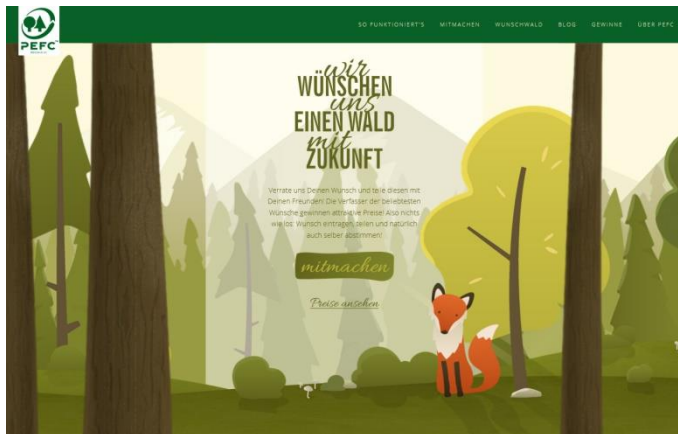 PEFC
SO FUNKTIONIERT'S MITMACHEN WUNSCHWALD BLOG GEWINNE ÜBER PEFC
wir
WÜNSCHEN
uns
EINEN WALD
mit
ZUKUNFT
Verrate uns Deinen Wunsch und teile diesen mit
Deinen Freunden! Die Verfasser der beliebtesten
Wünsche gewinnen attraktive Preise! Also nichts
wie los: Wunsch eintragen, teilen und natürlich
auch selber abstimmen!
mitmachen
Preise ansehen